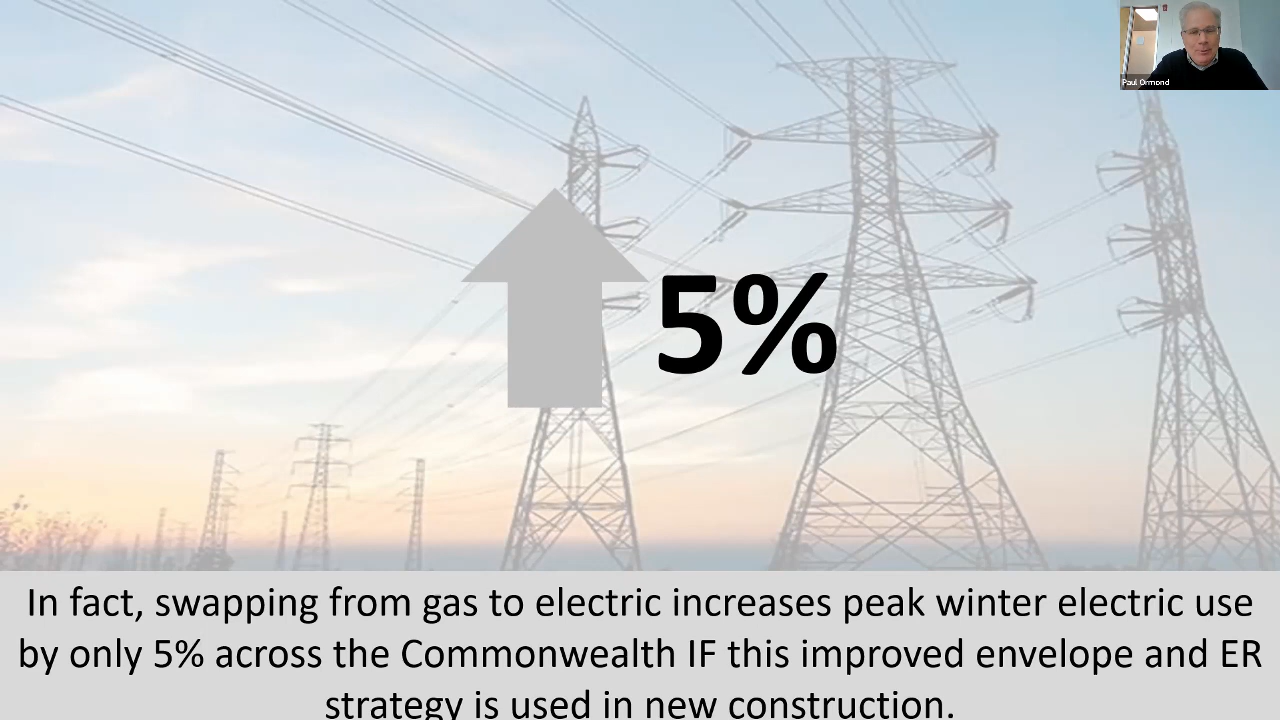 Paul Ormond
5%
In fact, swapping from gas to electric increases peak winter electric use
by only 5% across the Commonwealth IF this improved envelope and ER
strategy is used in new construction.